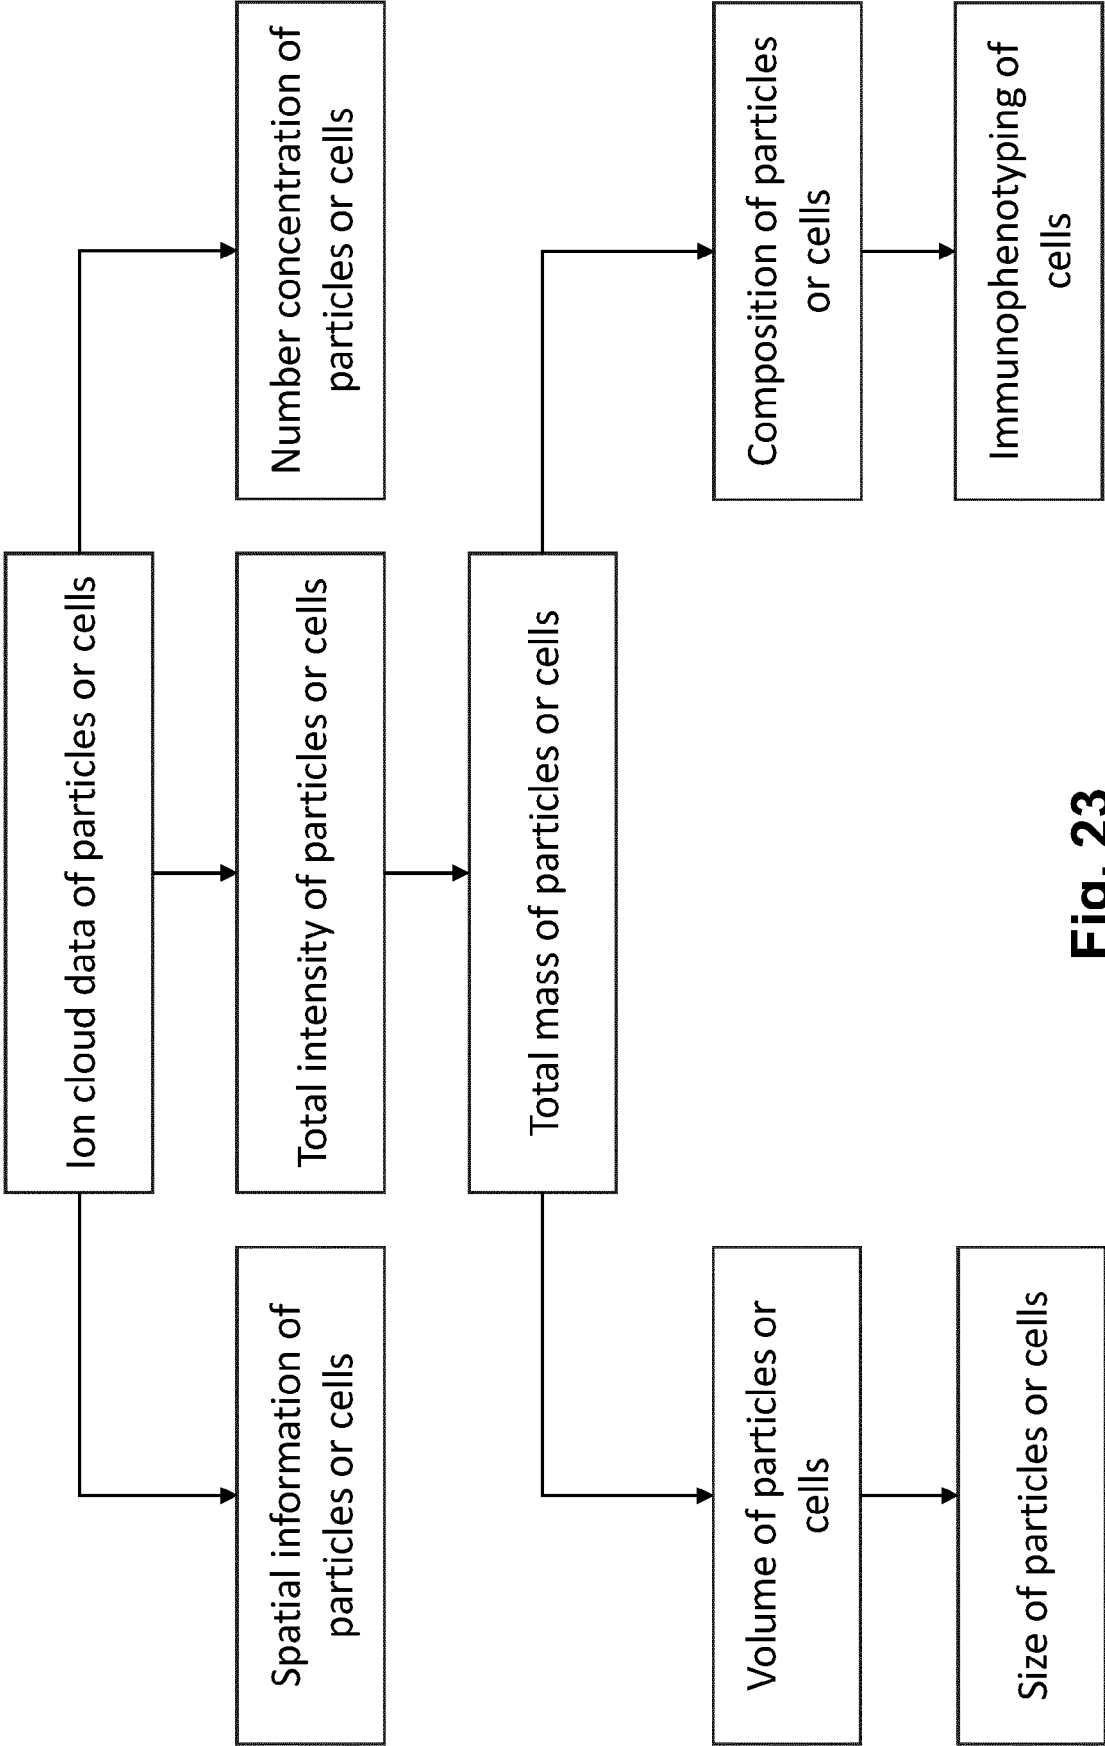 Ion cloud data of particles or cells
Spatial information of
particles or cells
Total intensity of particles or cells
Number concentration of
particles or cells
Total mass of particles or cells
Volume of particles or
cells
Composition of particles
or cells
Size of particles or cells
Immunophenotyping of
cells
Fig. 23